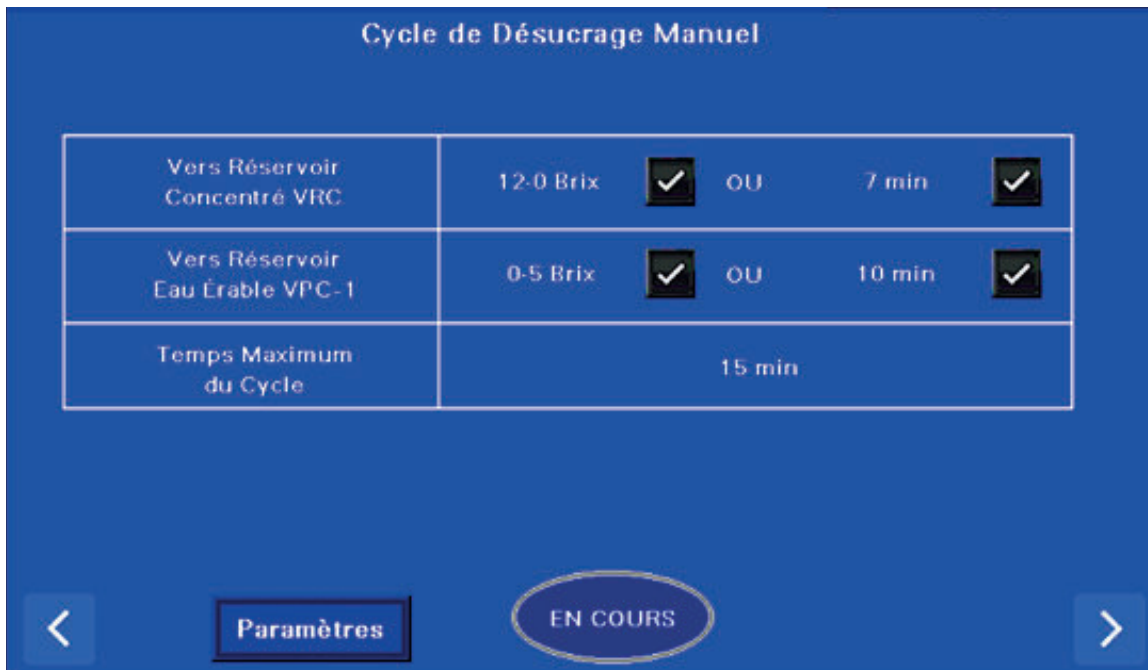 Cycle de Désucrage Manuel
Vers Réservoir
Concentré VRC
12-0 Brix OU 7 min
Vers Réservoir
Eau Érable VPC-1
0-5 Brix OU 10 min
Temps Maximum
du Cycle
15 min
Paramètres
EN COURS